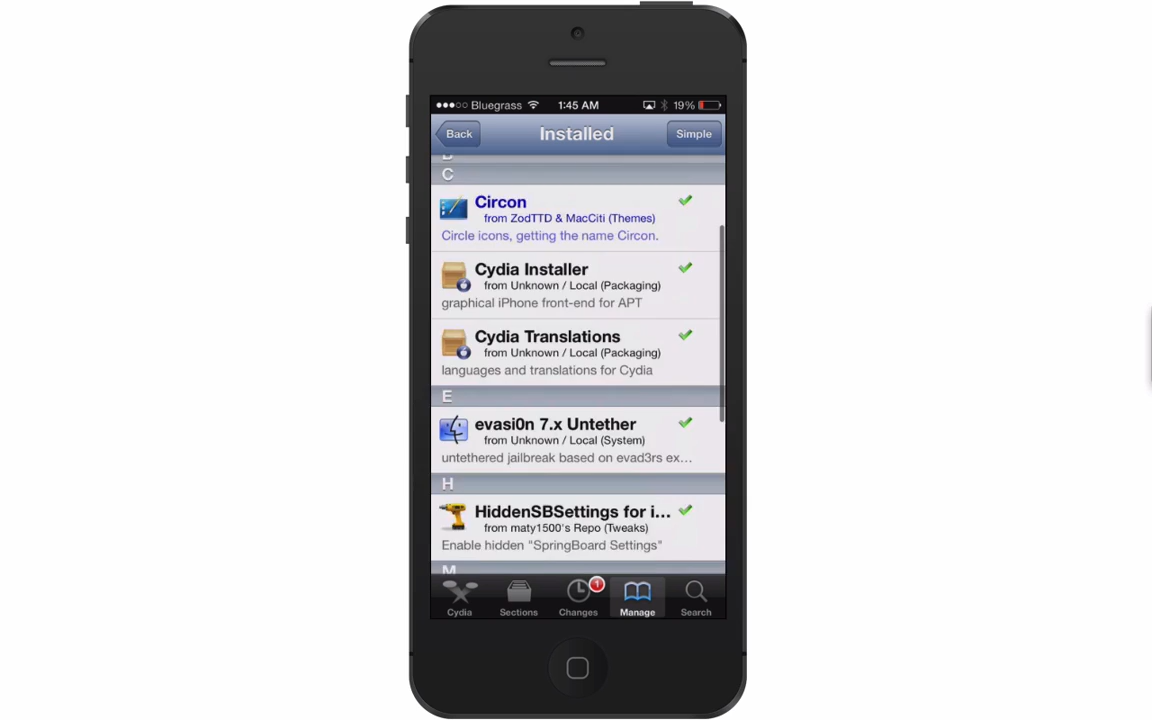 Bluegrass 1:45 AM 19%
Back Installed Simple
C
Circon
from ZodTTD & MacCiti (Themes)
Circle icons, getting the name Circon.
Cydia Installer
from Unknown / Local (Packaging)
graphical iPhone front-end for APT
Cydia Translations
from Unknown / Local (Packaging)
languages and translations for Cydia
E
evasi0n 7.x Untether
from Unknown / Local (System)
untethered jailbreak based on evad3rs ex...
H
HiddenSBSettings for i...
from maty1500's Repo (Tweaks)
Enable hidden "SpringBoard Settings"
M
1
Cydia Sections Changes Manage Search